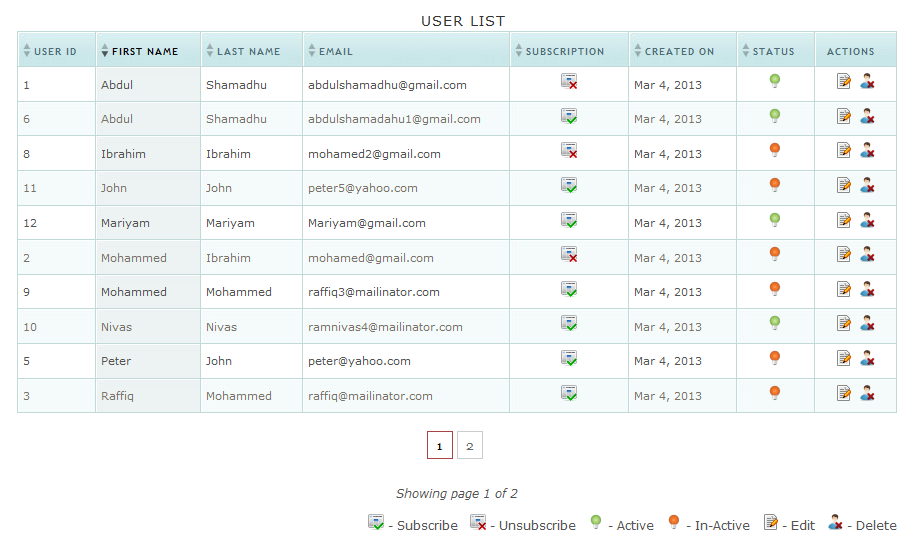 USER LIST
USER ID FIRST NAME LAST NAME EMAIL SUBSCRIPTION CREATED ON STATUS ACTIONS
1 Abdul Shamadhu abdulshamadhu@gmail.com Mar 4, 2013
6 Abdul Shamadhu abdulshamadahu1@gmail.com Mar 4, 2013
8 Ibrahim Ibrahim mohamed2@gmail.com Mar 4, 2013
11 John John peter5@yahoo.com Mar 4, 2013
12 Mariyam Mariyam Mariyam@gmail.com Mar 4, 2013
2 Mohammed Ibrahim mohamed@gmail.com Mar 4, 2013
9 Mohammed Mohammed raffiq3@mailinator.com Mar 4, 2013
10 Nivas Nivas ramnivas4@mailinator.com Mar 4, 2013
5 Peter John peter@yahoo.com Mar 4, 2013
3 Raffiq Mohammed raffiq@mailinator.com Mar 4, 2013
1 2
Showing page 1 of 2
- Subscribe - Unsubscribe - Active - In-Active - Edit - Delete